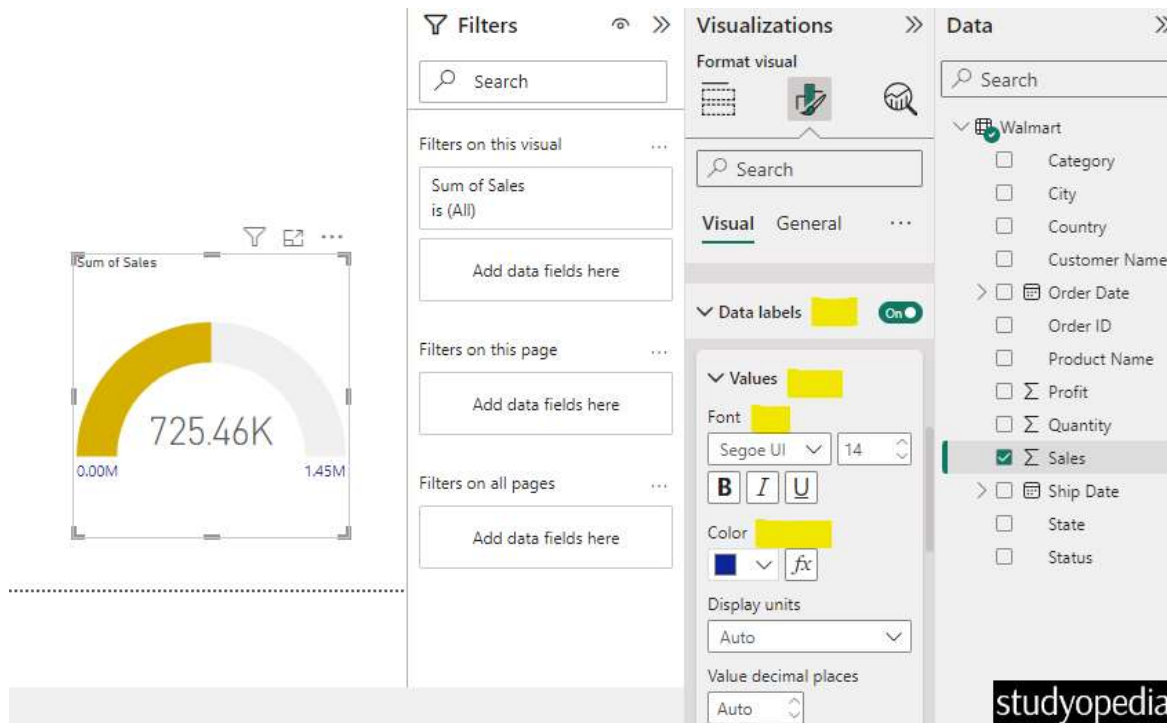 Sum of Sales
725.46K
0.00M 1.45M
Filters
Search
Filters on this visual
Sum of Sales
is (All)
Add data fields here
Filters on this page
Add data fields here
Filters on all pages
Add data fields here
Visualizations
Format visual
Search
Visual General
Data labels On
Values
Font
Segoe UI 14
B I U
Color
fx
Display units
Auto
Value decimal places
Auto
Data
Search
Walmart
Category
City
Country
Customer Name
Order Date
Order ID
Product Name
Σ Profit
Σ Quantity
Σ Sales
Ship Date
State
Status
studyopedia